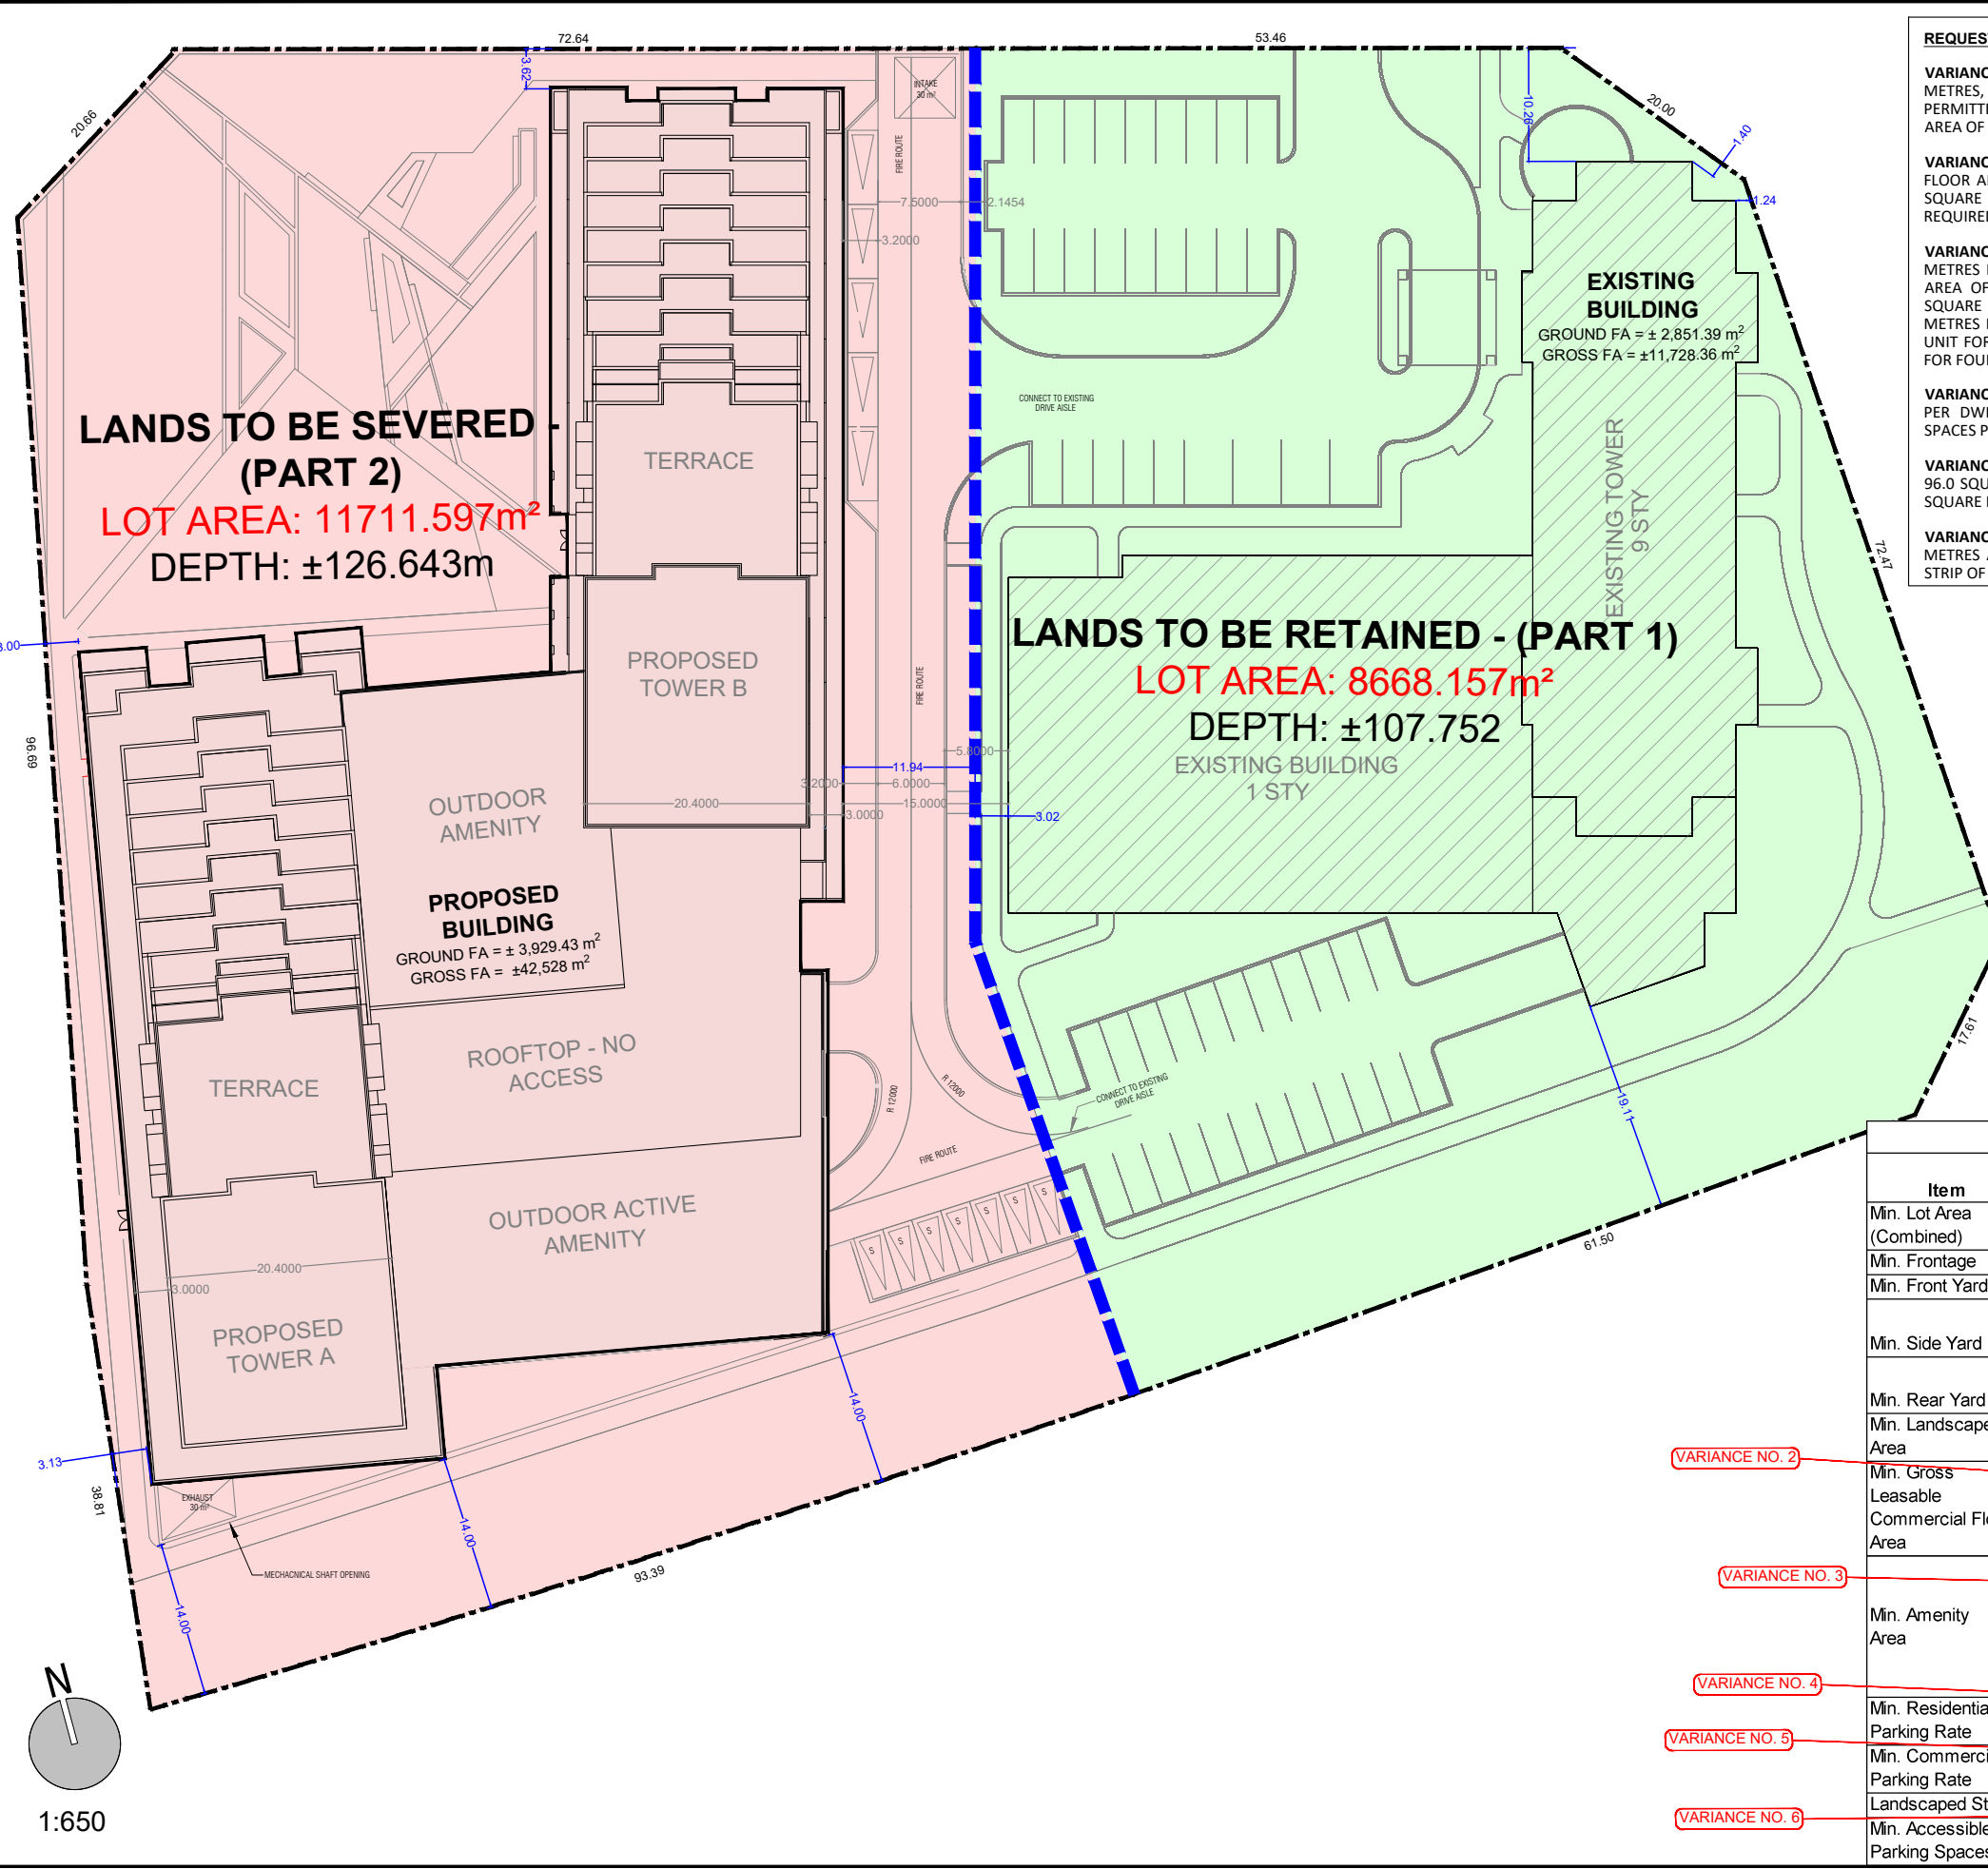 72.64
53.46
20.66
3.62
INTAKE
30 m²
FIRE ROUTE
7.5000
2.1454
3.2000
10.26
20.00
1.40
1.24
EXISTING
BUILDING
GROUND FA = ± 2,851.39 m²
GROSS FA = ±11,728.36 m²
CONNECT TO EXISTING
DRIVE AISLE
EXISTING TOWER
9 STY
72.47
LANDS TO BE SEVERED -
(PART 2)
LOT AREA: 11711.597m²
DEPTH: ±126.643m
TERRACE
PROPOSED
TOWER B
LANDS TO BE RETAINED - (PART 1)
LOT AREA: 8668.157m²
DEPTH: ±107.752
EXISTING BUILDING
1 STY
FIRE ROUTE
5.8000
11.94
3.2000
6.0000
20.4000
15.0000
3.0000
3.02
3.00
96.69
OUTDOOR
AMENITY
PROPOSED
BUILDING
GROUND FA = ± 3,929.43 m²
GROSS FA = ±42,528 m²
ROOFTOP - NO
ACCESS
TERRACE
OUTDOOR ACTIVE
AMENITY
20.4000
3.0000
PROPOSED
TOWER A
R 12000
R 12000
CONNECT TO EXISTING
DRIVE AISLE
FIRE ROUTE
S
S
S
S
S
S
S
19.11
17.61
61.50
14.00
14.00
14.00
93.39
3.13
38.81
EXHAUST
30 m²
MECHACNICAL SHAFT OPENING
N
1:650
REQUES
VARIANC
METRES,
PERMITT
AREA OF
VARIANC
FLOOR A
SQUARE
REQUIRE
VARIANC
METRES
AREA OF
SQUARE
METRES
UNIT FOR
FOR FOU
VARIANC
PER DW
SPACES P
VARIANC
96.0 SQU
SQUARE
VARIANC
METRES
STRIP OF
Item
Min. Lot Area
(Combined)
Min. Frontage
Min. Front Yard
Min. Side Yard
Min. Rear Yard
Min. Landscape
Area
VARIANCE NO. 2
Min. Gross
Leasable
Commercial Fl
Area
VARIANCE NO. 3
Min. Amenity
Area
VARIANCE NO. 4
Min. Residentia
Parking Rate
VARIANCE NO. 5
Min. Commerci
Parking Rate
Landscaped St
VARIANCE NO. 6
Min. Accessible
Parking Spaces